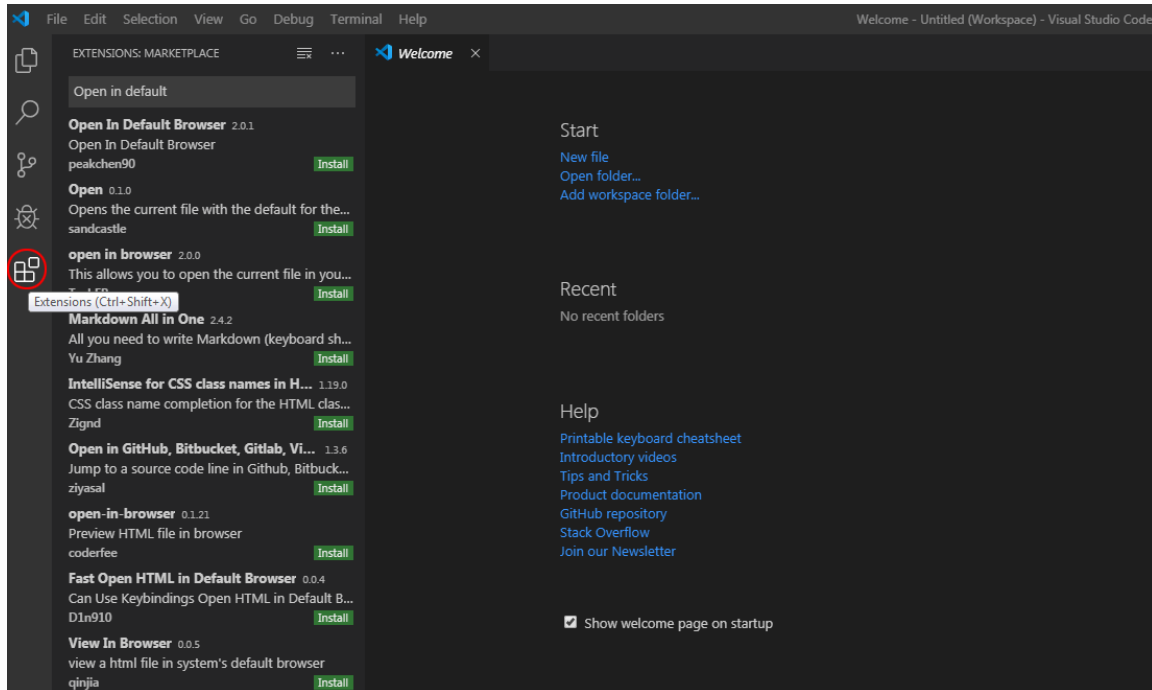 File Edit Selection View Go Debug Terminal Help
Welcome - Untitled (Workspace) - Visual Studio Code
EXTENSIONS: MARKETPLACE
Welcome
Open in default
Open In Default Browser 2.0.1
Open In Default Browser
peakchen90 Install
Open 0.1.0
Opens the current file with the default for the...
sandcastle Install
open in browser 2.0.0
This allows you to open the current file in you...
Install
Extensions (Ctrl+Shift+X)
Markdown All in One 2.4.2
All you need to write Markdown (keyboard sh...
Yu Zhang Install
IntelliSense for CSS class names in H... 1.19.0
CSS class name completion for the HTML clas...
Zignd Install
Open in GitHub, Bitbucket, Gitlab, Vi... 1.3.6
Jump to a source code line in Github, Bitbuck...
ziyasal Install
open-in-browser 0.1.21
Preview HTML file in browser
coderfee Install
Fast Open HTML in Default Browser 0.0.4
Can Use Keybindings Open HTML in Default B...
D1n910 Install
View In Browser 0.0.5
view a html file in system's default browser
qinjia Install
Start
New file
Open folder...
Add workspace folder...
Recent
No recent folders
Help
Printable keyboard cheatsheet
Introductory videos
Tips and Tricks
Product documentation
GitHub repository
Stack Overflow
Join our Newsletter
Show welcome page on startup